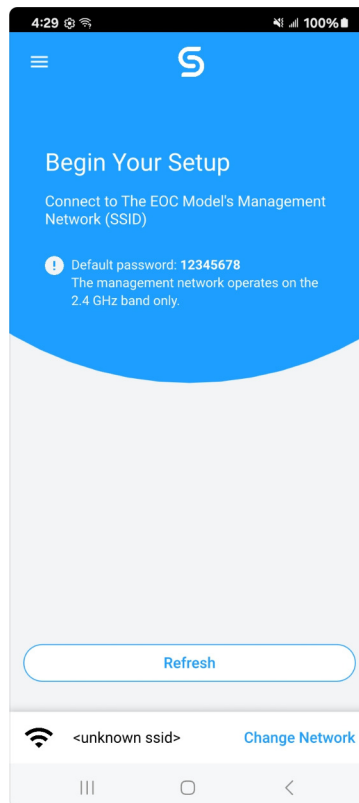 4:29 100%
Begin Your Setup
Connect to The EOC Model's Management
Network (SSID)
Default password: 12345678
The management network operates on the
2.4 GHz band only.
Refresh
<unknown ssid> Change Network